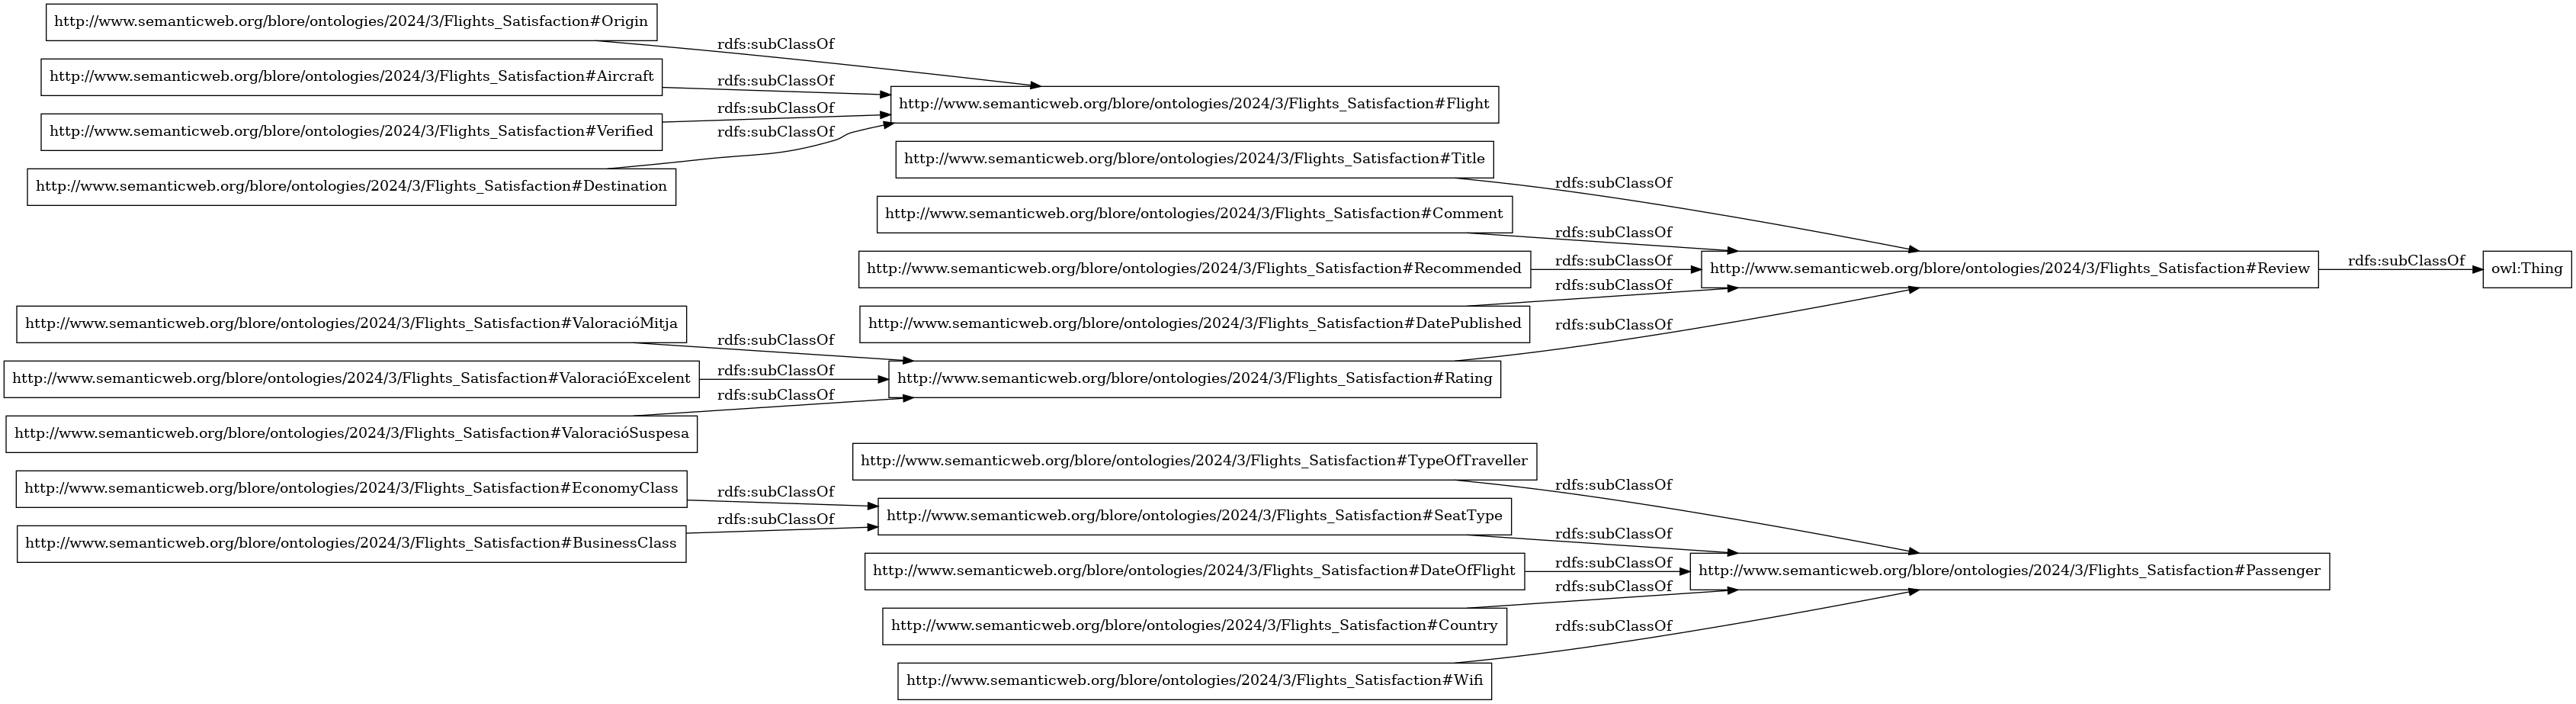 http://www.semanticweb.org/blore/ontologies/2024/3/Flights_Satisfaction#Origin
rdfs:subClassOf
http://www.semanticweb.org/blore/ontologies/2024/3/Flights_Satisfaction#Aircraft
rdfs:subClassOf
http://www.semanticweb.org/blore/ontologies/2024/3/Flights_Satisfaction#Flight
http://www.semanticweb.org/blore/ontologies/2024/3/Flights_Satisfaction#Verified
rdfs:subClassOf
rdfs:subClassOf
http://www.semanticweb.org/blore/ontologies/2024/3/Flights_Satisfaction#Destination
http://www.semanticweb.org/blore/ontologies/2024/3/Flights_Satisfaction#Title
rdfs:subClassOf
http://www.semanticweb.org/blore/ontologies/2024/3/Flights_Satisfaction#Comment
rdfs:subClassOf
http://www.semanticweb.org/blore/ontologies/2024/3/Flights_Satisfaction#Recommended
rdfs:subClassOf
http://www.semanticweb.org/blore/ontologies/2024/3/Flights_Satisfaction#Review
rdfs:subClassOf
owl:Thing
rdfs:subClassOf
http://www.semanticweb.org/blore/ontologies/2024/3/Flights_Satisfaction#DatePublished
rdfs:subClassOf
http://www.semanticweb.org/blore/ontologies/2024/3/Flights_Satisfaction#ValoracióMitja
rdfs:subClassOf
http://www.semanticweb.org/blore/ontologies/2024/3/Flights_Satisfaction#ValoracióExcelent
rdfs:subClassOf
http://www.semanticweb.org/blore/ontologies/2024/3/Flights_Satisfaction#Rating
rdfs:subClassOf
http://www.semanticweb.org/blore/ontologies/2024/3/Flights_Satisfaction#ValoracióSuspesa
http://www.semanticweb.org/blore/ontologies/2024/3/Flights_Satisfaction#TypeOfTraveller
rdfs:subClassOf
http://www.semanticweb.org/blore/ontologies/2024/3/Flights_Satisfaction#EconomyClass
rdfs:subClassOf
http://www.semanticweb.org/blore/ontologies/2024/3/Flights_Satisfaction#SeatType
rdfs:subClassOf
http://www.semanticweb.org/blore/ontologies/2024/3/Flights_Satisfaction#BusinessClass
rdfs:subClassOf
http://www.semanticweb.org/blore/ontologies/2024/3/Flights_Satisfaction#DateOfFlight
rdfs:subClassOf
http://www.semanticweb.org/blore/ontologies/2024/3/Flights_Satisfaction#Passenger
rdfs:subClassOf
http://www.semanticweb.org/blore/ontologies/2024/3/Flights_Satisfaction#Country
rdfs:subClassOf
http://www.semanticweb.org/blore/ontologies/2024/3/Flights_Satisfaction#Wifi